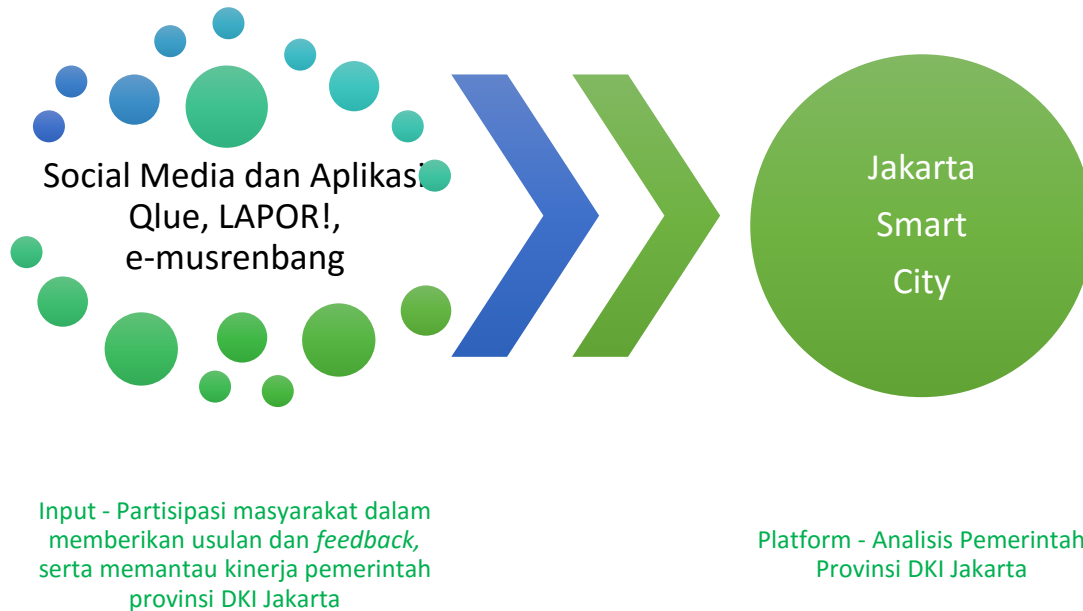 Social Media dan Aplikasi
Qlue, LAPOR!,
e-musrenbang
Jakarta
Smart
City
Input - Partisipasi masyarakat dalam
memberikan usulan dan feedback,
serta memantau kinerja pemerintah
provinsi DKI Jakarta
Platform - Analisis Pemerintah
Provinsi DKI Jakarta